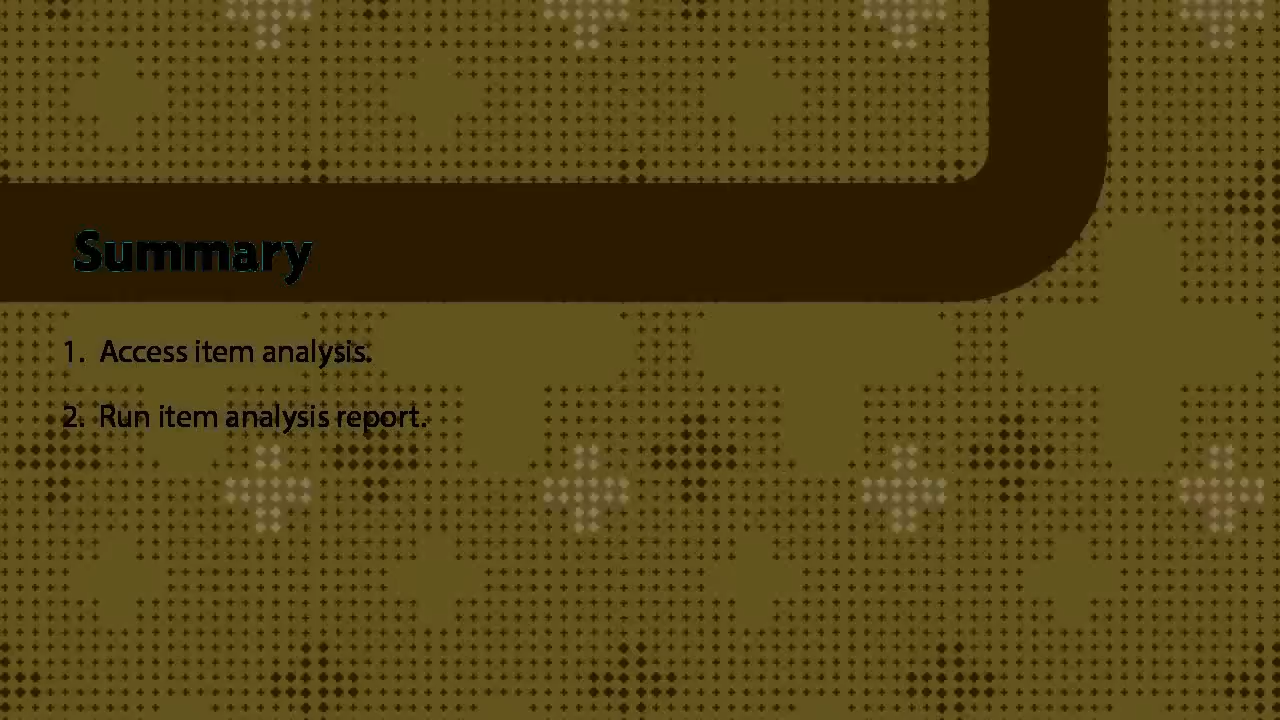 Summary
1. Access item analysis.
2. Run item analysis report.